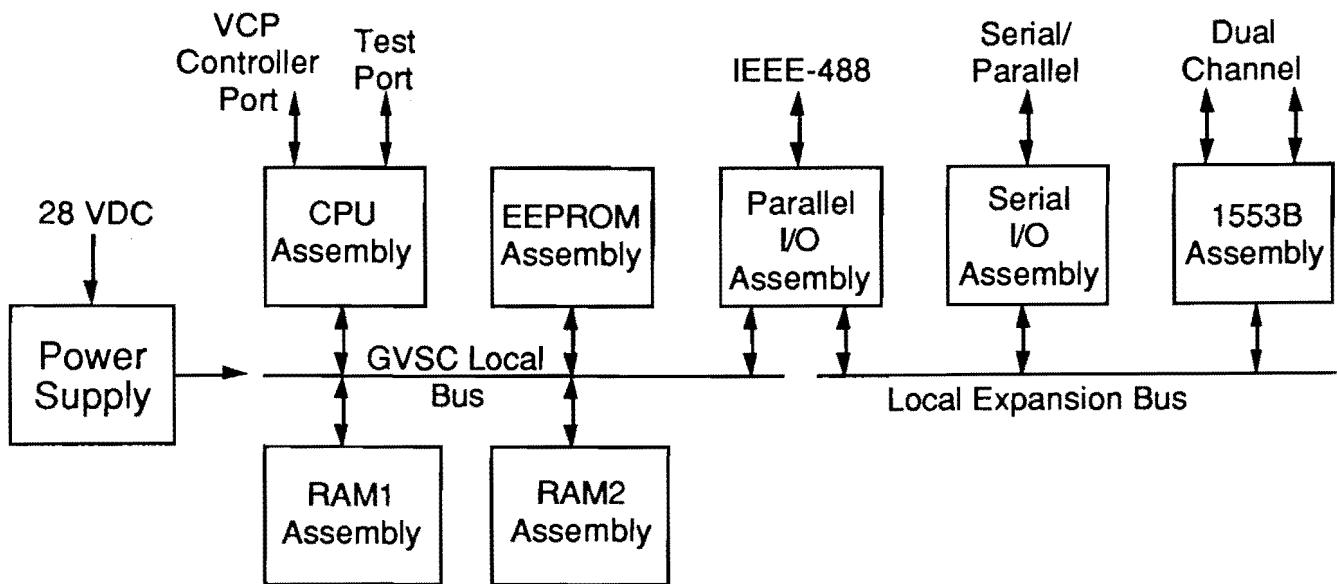 VCP
Controller
Port
Test
Port
IEEE-488
Serial/
Parallel
Dual
Channel
28 VDC
CPU
Assembly
EEPROM
Assembly
Parallel
I/O
Assembly
Serial
I/O
Assembly
1553B
Assembly
Power
Supply
GVSC Local
Bus
Local Expansion Bus
RAM1
Assembly
RAM2
Assembly